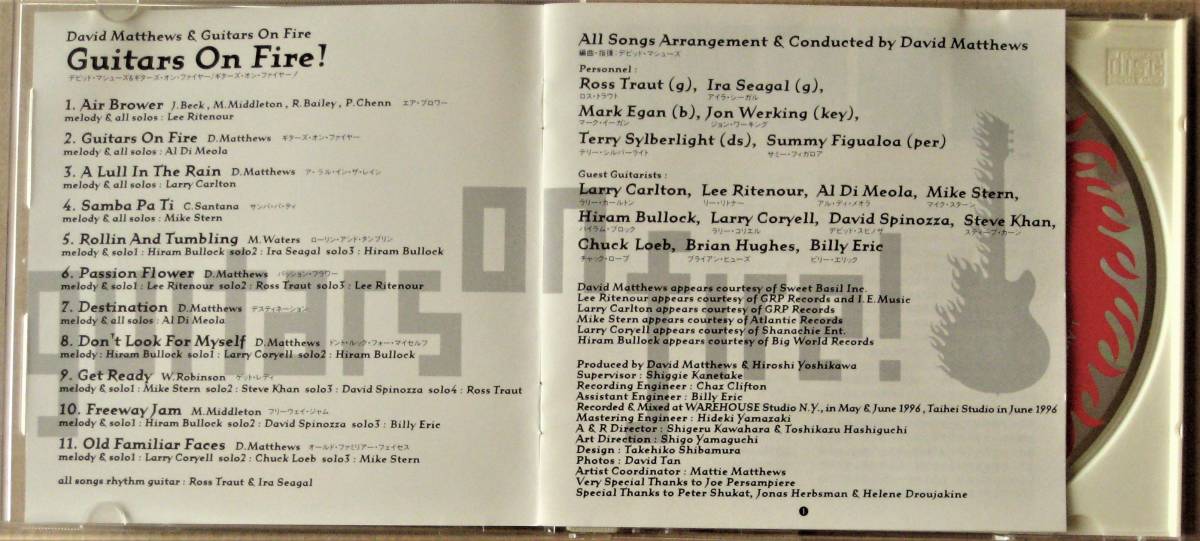 David Matthews & Guitars On Fire
Guitars On Fire!
デビッド・マシューズ&ギターズ・オン・ファイヤー/ギターズ・オン・ファイヤー!
1. Air Brower J.Beck, M.Middleton, R.Bailey, P.Chenn エア・ブロワー
melody & all solos : Lee Ritenour
2. Guitars On Fire D.Matthews ギターズ・オン・ファイヤー
melody & all solos : Al Di Meola
3. A Lull In The Rain D.Matthews ア・ラル・イン・ザ・レイン
melody & all solos : Larry Carlton
4. Samba Pa Ti C.Santana サンバ・パ・ティ
melody & all solos : Mike Stern
5. Rollin And Tumbling M.Waters ローリン・アンド・タンブリン
melody & solo1 : Hiram Bullock solo2 : Ira Seagal solo3 : Hiram Bullock
6. Passion Flower D.Matthews パッション・フラワー
melody & solo1 : Lee Ritenour solo2 : Ross Traut solo3 : Lee Ritenour
7. Destination D.Matthews デスティネーション
melody & all solos : Al Di Meola
8. Don't Look For Myself D.Matthews ドント・ルック・フォー・マイセルフ
melody : Hiram Bullock solo1 : Larry Coryell solo2 : Hiram Bullock
9. Get Ready W.Robinson ゲット・レディ
melody & solo1 : Mike Stern solo2 : Steve Khan solo3 : David Spinozza solo4 : Ross Traut
10. Freeway Jam M.Middleton フリーウェイ・ジャム
melody & solo1 : Hiram Bullock solo2 : David Spinozza solo3 : Billy Eric
11. Old Familiar Faces D.Matthews オールド・ファミリアー・フェイセス
melody & solo1 : Larry Coryell solo2 : Chuck Loeb solo3 : Mike Stern
all songs rhythm guitar : Ross Traut & Ira Seagal
guitars on fire!
All Songs Arrangement & Conducted by David Matthews
編曲・指揮：デビッド・マシューズ
Personnel :
Ross Traut (g), Ira Seagal (g),
ロス・トラウト アイラ・シーガル
Mark Egan (b), Jon Werking (key),
マーク・イーガン ジョン・ワーキング
Terry Sylberlight (ds), Summy Figualoa (per)
テリー・シルバーライト サミー・フィガロア
Guest Guitarists :
Larry Carlton, Lee Ritenour, Al Di Meola, Mike Stern,
ラリー・カールトン リー・リトナー アル・ディ・メオラ マイク・スターン
Hiram Bullock, Larry Coryell, David Spinozza, Steve Khan,
ハイラム・ブロック ラリー・コリエル デビッド・スピノザ スティーブ・カーン
Chuck Loeb, Brian Hughes, Billy Eric
チャック・ローブ ブライアン・ヒューズ ビリー・エリック
David Matthews appears courtesy of Sweet Basil Inc.
Lee Ritenour appears courtesy of GRP Records and I.E.Music
Larry Carlton appears courtesy of GRP Records
Mike Stern appears courtesy of Atlantic Records
Larry Coryell appears courtesy of Shanachie Ent.
Hiram Bullock appears courtesy of Big World Records
Produced by David Matthews & Hiroshi Yoshikawa
Supervisor : Shiggie Kanetake
Recording Engineer : Chaz Clifton
Assistant Engineer : Billy Eric
Recorded & Mixed at WAREHOUSE Studio N.Y., in May & June 1996, Taihei Studio in June 1996
Mastering Engineer : Hideki Yamazaki
A & R Director : Shigeru Kawahara & Toshikazu Hashiguchi
Art Direction : Shigo Yamaguchi
Design : Takehiko Shibamura
Photos : David Tan
Artist Coordinator : Mattie Matthews
Very Special Thanks to Joe Persampiere
Special Thanks to Peter Shukat, Jonas Herbsman & Helene Droujakine
1
disc